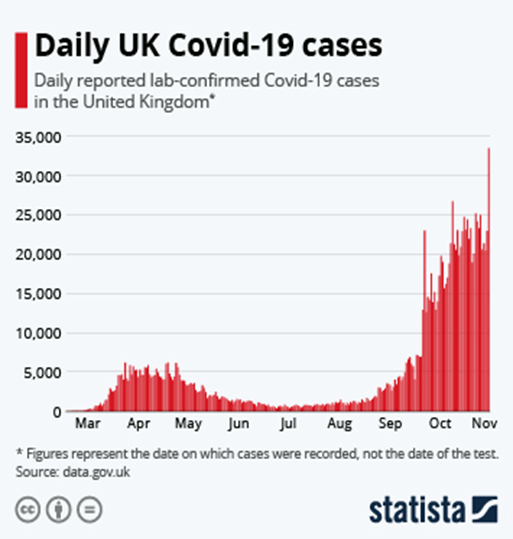 Daily UK Covid-19 cases
Daily reported lab-confirmed Covid-19 cases
in the United Kingdom*
35,000
30,000
25,000
20,000
15,000
10,000
5,000
0
Mar Apr May Jun Jul Aug Sep Oct Nov
* Figures represent the date on which cases were recorded, not the date of the test.
Source: data.gov.uk
cc
statista